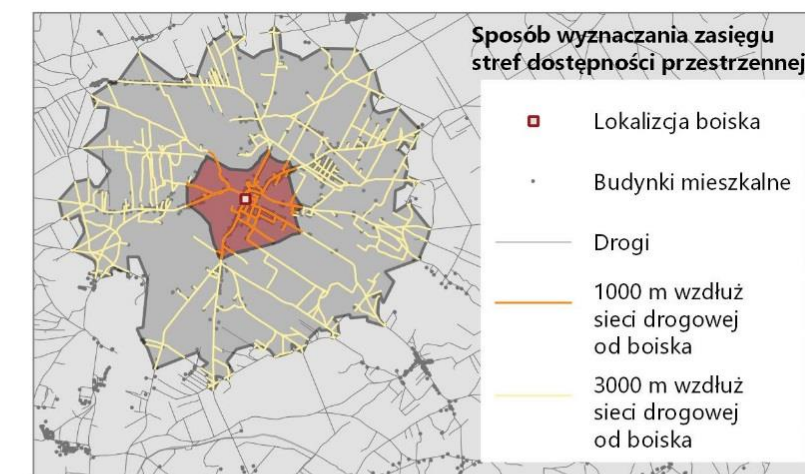 Sposób wyznaczania zasięgu
stref dostępności przestrzennej
Lokalizcja boiska
Budynki mieszkalne
Drogi
1000 m wzdłuż
sieci drogowej
od boiska
3000 m wzdłuż
sieci drogowej
od boiska